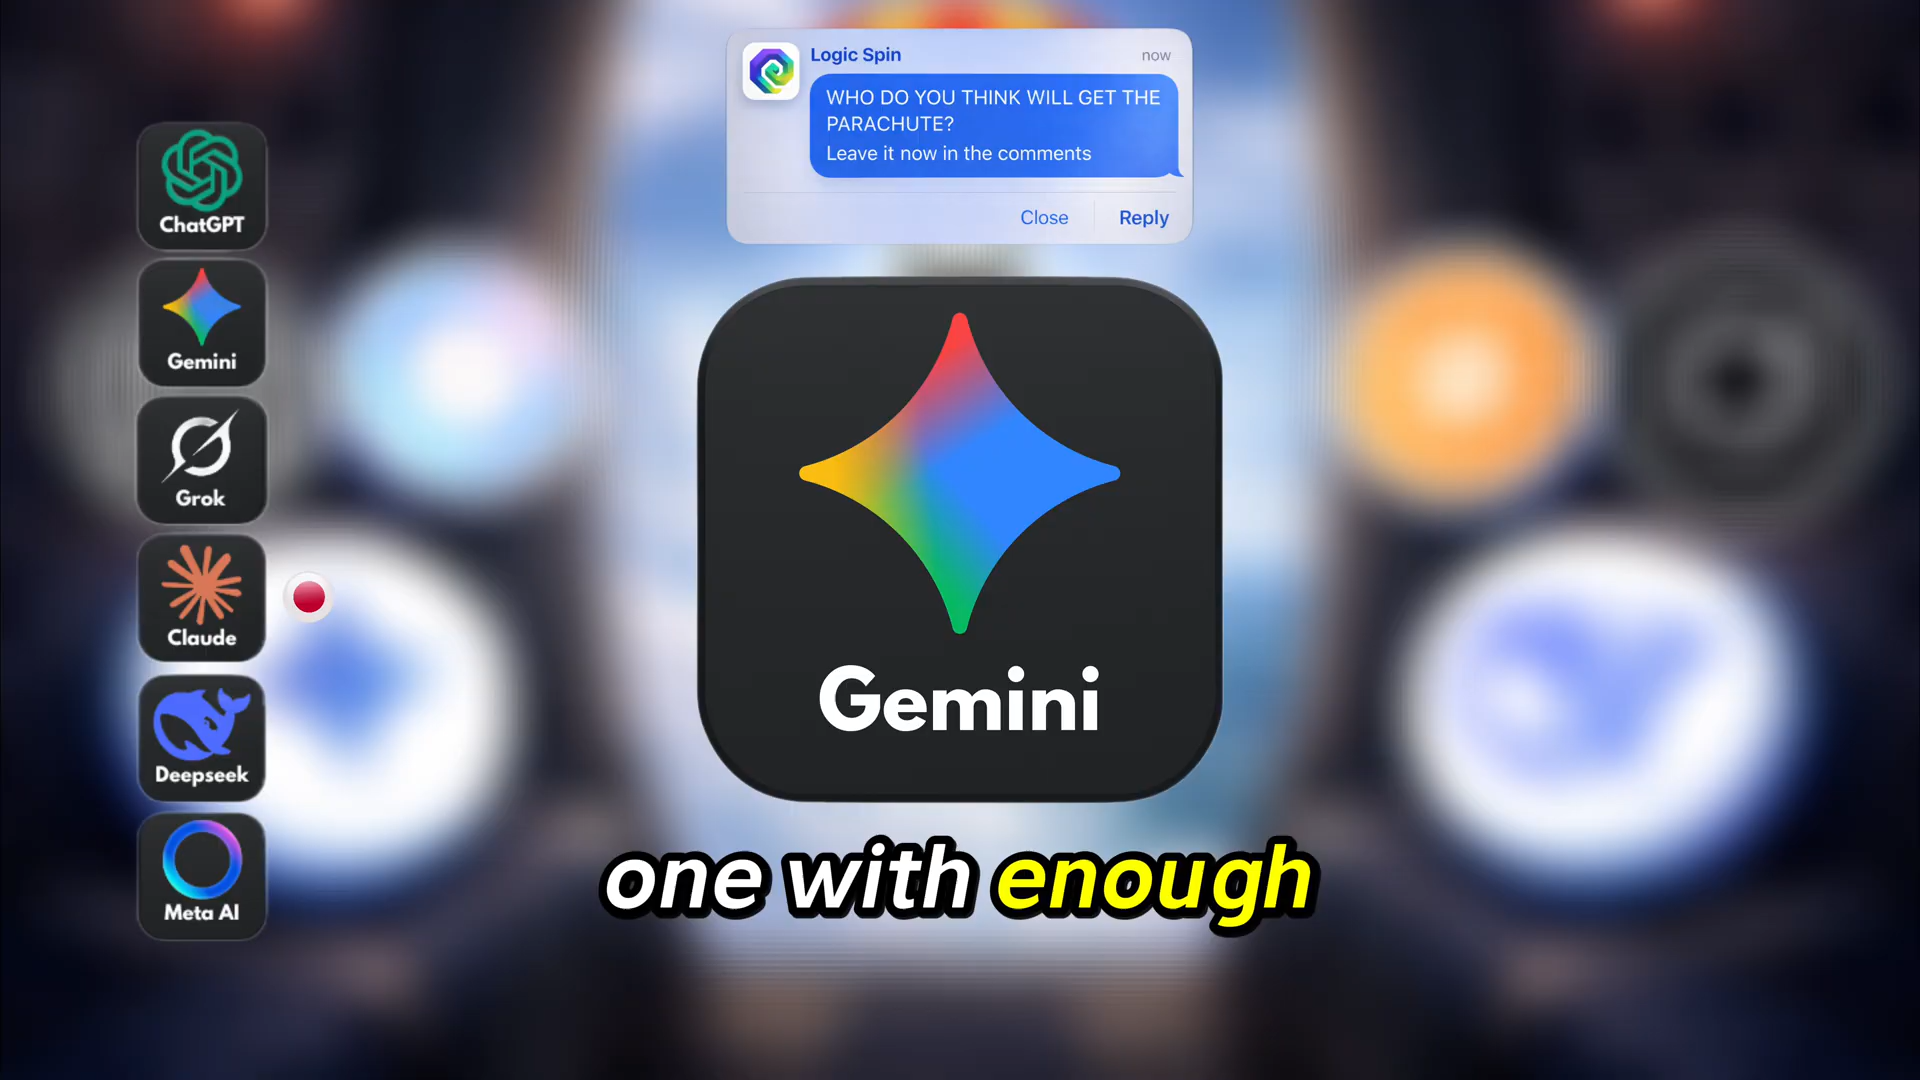 Logic Spin
now
WHO DO YOU THINK WILL GET THE
PARACHUTE?
Leave it now in the comments
Close
Reply
ChatGPT
Gemini
Grok
Claude
Deepseek
Meta AI
Gemini
one with enough